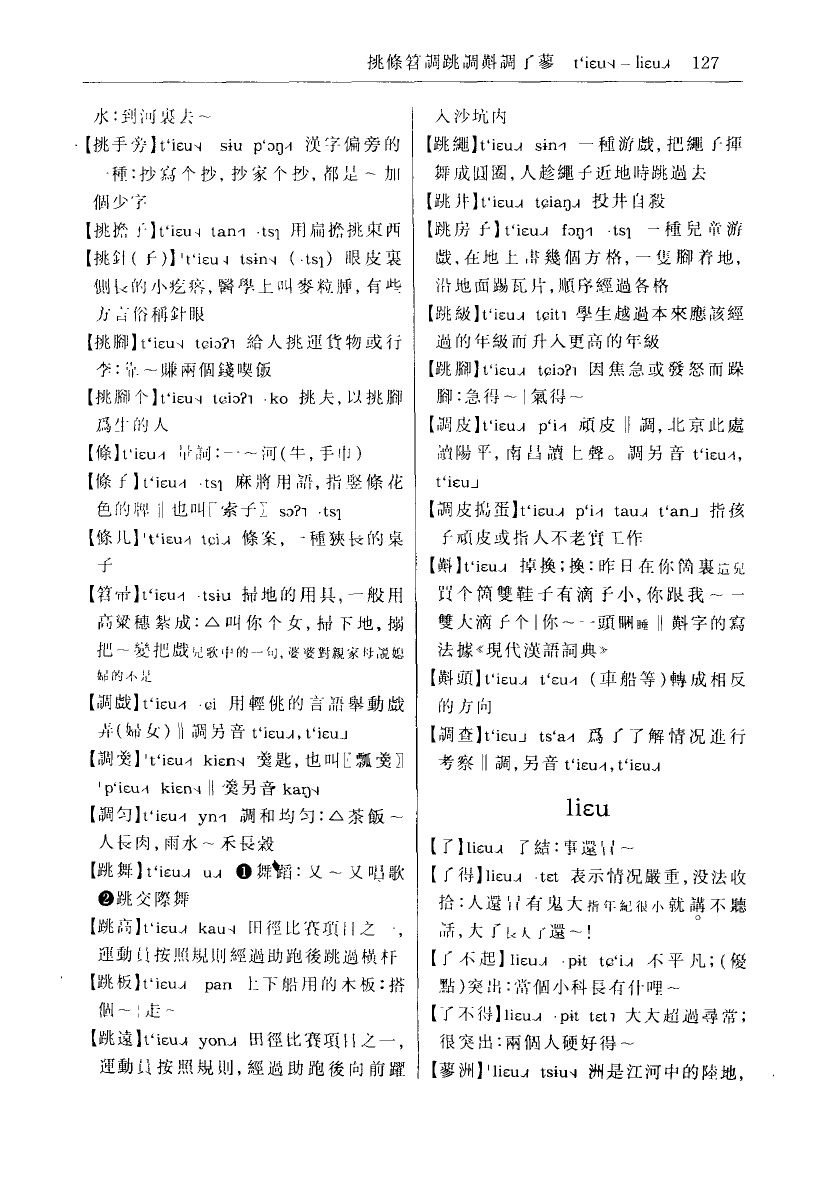 挑條笤調跳調斢調了蓼 tʻiɛu˨ – liɛu˩ 127
水:到河裏去～
【挑手旁】tʻiɛu˨ siu pʻɔŋ˦ 漢字偏旁的
一種:抄寫个抄,抄家个抄,都是～加
個少字
【挑擔子】tʻiɛu˨ tan˦ ·tsʅ 用扁擔挑東西
【挑針(子)】ˈtʻiɛu˨ tsɨn˨ (·tsʅ) 眼皮裏
側長的小疙瘩,醫學上叫麥粒腫,有些
方言俗稱針眼
【挑腳】tʻiɛu˨ tɕiɔʔ˥ 給人挑運貨物或行
李:靠～賺兩個錢喫飯
【挑腳个】tʻiɛu˨ tɕiɔʔ˥ ·ko 挑夫,以挑腳
爲生的人
【條】tʻiɛu˦ 量詞:一～河(牛,手巾)
【條子】tʻiɛu˦ ·tsʅ 麻將用語,指竪條花
色的牌 ‖ 也叫〖索子〗 sɔʔ˥ ·tsʅ
【條几】ˈtʻiɛu˦ tɕi˩ 條案,一種狹長的桌
子
【笤帚】tʻiɛu˦ ·tsɨu 掃地的用具,一般用
高粱穗紮成:△叫你个女,掃下地,搦
把～變把戲兒歌中的一句,婆婆對親家母説媳
婦的不是
【調戲】tʻiɛu˦ ·ɕi 用輕佻的言語舉動戲
弄(婦女) ‖ 調另音 tʻiɛu˩,tʻiɛu˩
【調羹】ˈtʻiɛu˦ kiɛn˨ 羹匙,也叫〖瓢羹〗
ˈpʻiɛu˦ kiɛn˨ ‖ 羹另音 kaŋ˨
【調勻】tʻiɛu˦ yn˦ 調和均勻:△茶飯～
人長肉,雨水～禾長穀
【跳舞】tʻiɛu˩ u˩ ❶舞蹈:又～又唱歌
❷跳交際舞
【跳高】tʻiɛu˩ kau˨ 田徑比賽項目之一,
運動員按照規則經過助跑後跳過橫杆
【跳板】tʻiɛu˩ pan 上下船用的木板:搭
個～ | 走～
【跳遠】tʻiɛu˩ yon˩ 田徑比賽項目之一,
運動員按照規則,經過助跑後向前躍
入沙坑内
【跳繩】tʻiɛu˩ sɨn˦ 一種游戲,把繩子揮
舞成圓圈,人趁繩子近地時跳過去
【跳井】tʻiɛu˩ tɕiaŋ˩ 投井自殺
【跳房子】tʻiɛu˩ fɔŋ˦ ·tsʅ 一種兒童游
戲,在地上畫幾個方格,一隻腳着地,
沿地面踢瓦片,順序經過各格
【跳級】tʻiɛu˩ tɕit˥ 學生越過本來應該經
過的年級而升入更高的年級
【跳腳】tʻiɛu˩ tɕiɔʔ˥ 因焦急或發怒而跺
腳:急得～ | 氣得～
【調皮】tʻiɛu˩ pʻi˦ 頑皮 ‖ 調,北京此處
讀陽平,南昌讀上聲。調另音 tʻiɛu˦,
tʻiɛu˩
【調皮搗蛋】tʻiɛu˩ pʻi˦ tau˩ tʻan˩ 指孩
子頑皮或指人不老實工作
【斢】tʻiɛu˩ 掉換;換:昨日在你箇裏這兒
買个箇雙鞋子有滴子小,你跟我～一
雙大滴子个 | 你～一頭睏睡 ‖ 斢字的寫
法據《現代漢語詞典》
【斢頭】tʻiɛu˩ tʻɛu˦ (車船等)轉成相反
的方向
【調查】tʻiɛu˩ tsʻa˦ 爲了了解情况進行
考察 ‖ 調,另音 tʻiɛu˦,tʻiɛu˩
liɛu
【了】liɛu˩ 了結:事還冒～
【了得】liɛu˩ ·tɛt 表示情况嚴重,没法收
拾:人還冒有鬼大指年紀很小就講不聽
話,大了長大了還～!
【了不起】liɛu˩ ·pɨt tɕʻi˩ 不平凡;(優
點)突出:當個小科長有什哩～
【了不得】liɛu˩ ·pɨt tɛt˥ 大大超過尋常;
很突出:兩個人硬好得～
【蓼洲】ˈliɛu˩ tsɨu˨ 洲是江河中的陸地,